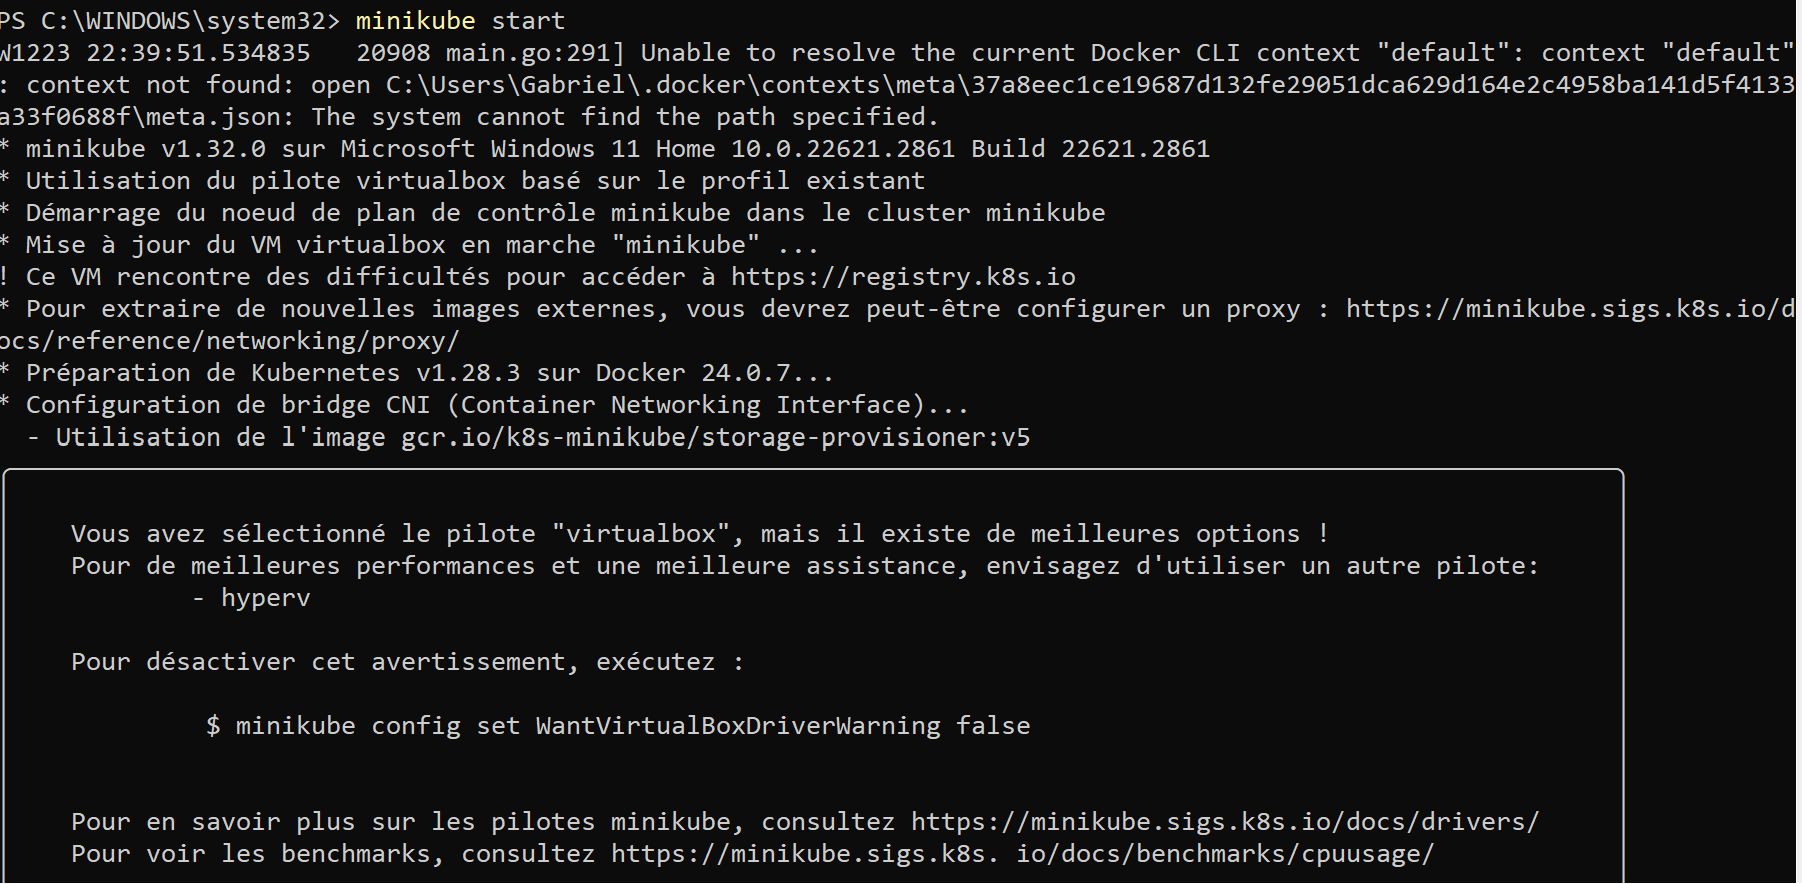 PS C:\WINDOWS\system32> minikube start
W1223 22:39:51.534835   20908 main.go:291] Unable to resolve the current Docker CLI context "default": context "default"
: context not found: open C:\Users\Gabriel\.docker\contexts\meta\37a8eec1ce19687d132fe29051dca629d164e2c4958ba141d5f4133
a33f0688f\meta.json: The system cannot find the path specified.
* minikube v1.32.0 sur Microsoft Windows 11 Home 10.0.22621.2861 Build 22621.2861
* Utilisation du pilote virtualbox basé sur le profil existant
* Démarrage du noeud de plan de contrôle minikube dans le cluster minikube
* Mise à jour du VM virtualbox en marche "minikube" ...
! Ce VM rencontre des difficultés pour accéder à https://registry.k8s.io
* Pour extraire de nouvelles images externes, vous devrez peut-être configurer un proxy : https://minikube.sigs.k8s.io/d
ocs/reference/networking/proxy/
* Préparation de Kubernetes v1.28.3 sur Docker 24.0.7...
* Configuration de bridge CNI (Container Networking Interface)...
  - Utilisation de l'image gcr.io/k8s-minikube/storage-provisioner:v5
Vous avez sélectionné le pilote "virtualbox", mais il existe de meilleures options !
Pour de meilleures performances et une meilleure assistance, envisagez d'utiliser un autre pilote:
- hyperv
Pour désactiver cet avertissement, exécutez :
$ minikube config set WantVirtualBoxDriverWarning false
Pour en savoir plus sur les pilotes minikube, consultez https://minikube.sigs.k8s.io/docs/drivers/
Pour voir les benchmarks, consultez https://minikube.sigs.k8s. io/docs/benchmarks/cpuusage/